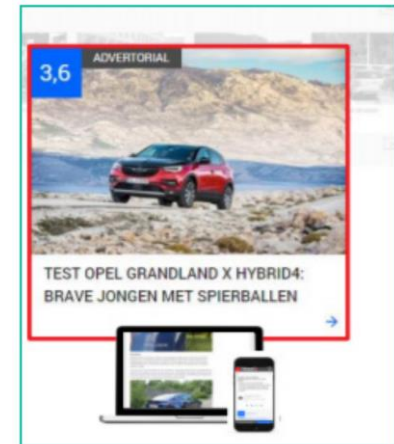 ADVERTORIAL
3,6
TEST OPEL GRANDLAND X HYBRID4:
BRAVE JONGEN MET SPIERBALLEN